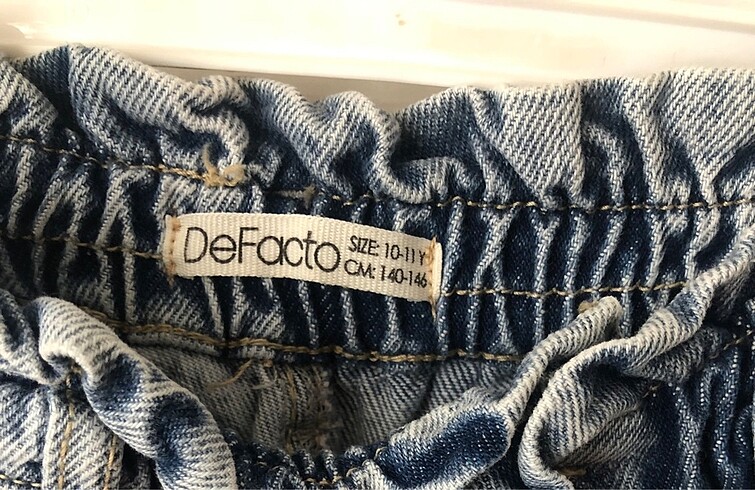 DeFacto
SIZE: 10-11 Y
CM: 140-146